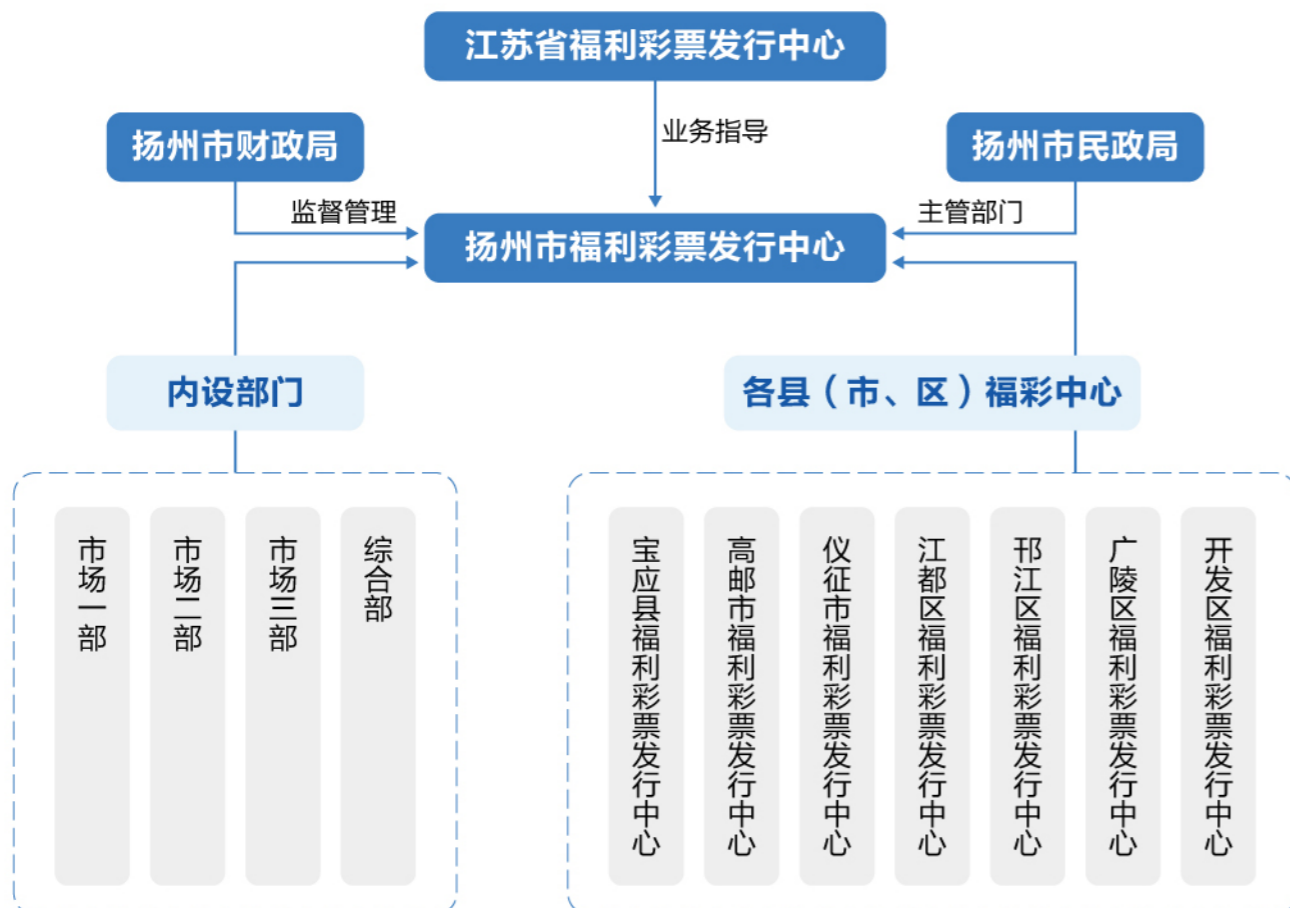 江苏省福利彩票发行中心
业务指导
扬州市财政局
扬州市民政局
监督管理
主管部门
扬州市福利彩票发行中心
内设部门
各县（市、区）福彩中心
市场一部
市场二部
市场三部
综合部
宝应县福利彩票发行中心
高邮市福利彩票发行中心
仪征市福利彩票发行中心
江都区福利彩票发行中心
邗江区福利彩票发行中心
广陵区福利彩票发行中心
开发区福利彩票发行中心